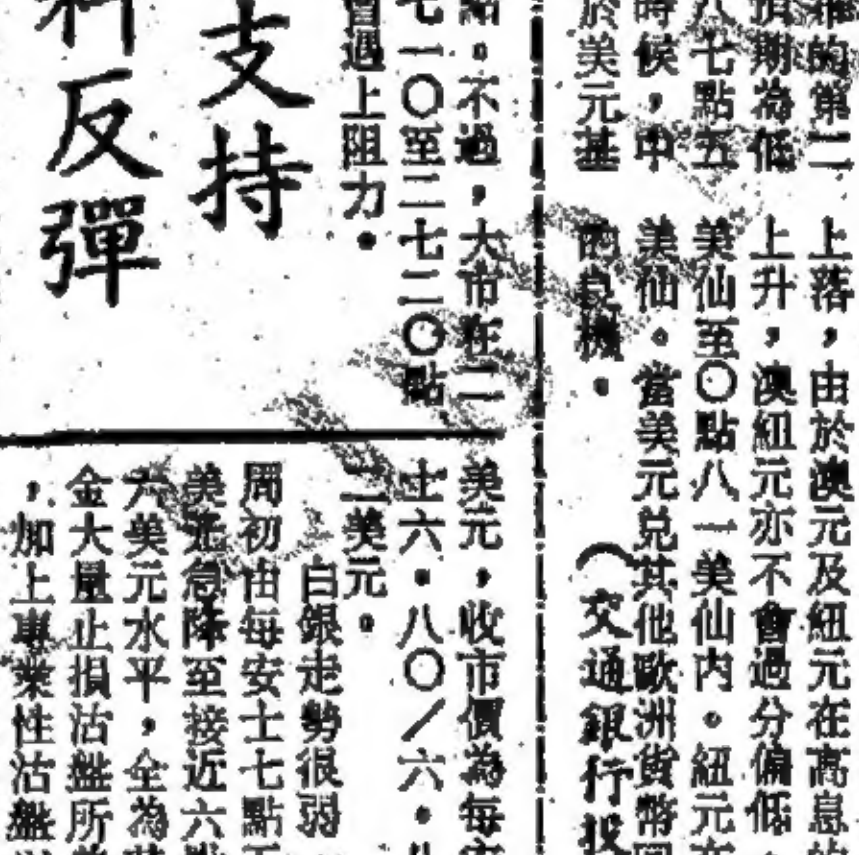 的第二
預期為低
八七點五
時候，中
於美元基
上落，由於澳元及紐元在高息
上升，澳紐元亦不會過分偏低，
美仙至〇點八一美仙內。紐元
美仙。當美元兌其他歐洲貨幣
的良機。
（交通銀行投
點。不過，大市在二
七一〇至二七二〇點
會遇上阻力。
支持
料反彈
美元，收市價為每
士六．八〇／六．八
二美元。
白銀走勢很弱
周初由每安士七點
美元急降至接近六
六美元水平，全為
金大量止損沽盤所
，加上專業性沽盤